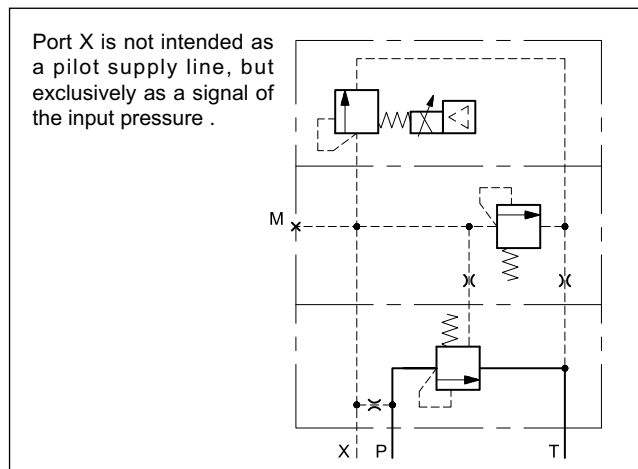 Port X is not intended as
a pilot supply line, but
exclusively as a signal of
the input pressure .
M
X P T